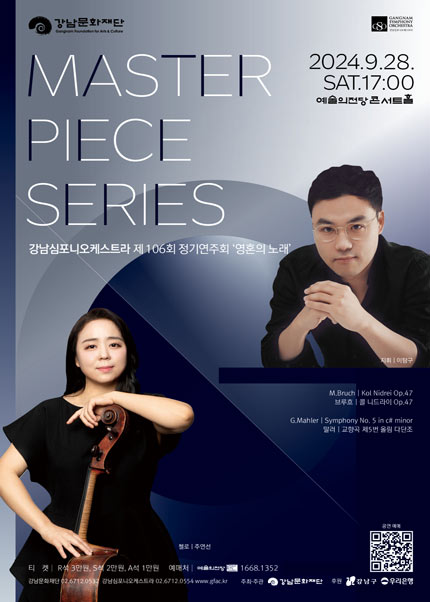 강남문화재단
Gangnam Foundation for Arts & Culture
GANGNAM
SYMPHONY
ORCHESTRA
MASTER
PIECE
SERIES
2024.9.28.
SAT.17:00
예술의전당 콘서트홀
강남심포니오케스트라 제 106회 정기연주회 '영혼의 노래'
지휘 | 이탐구
M.Bruch | Kol Nidrei Op.47
브루흐 | 콜 니드라이 Op.47
G.Mahler | Symphony No. 5 in c# minor
말러 | 교향곡 제5번 올림 다단조
첼로 | 주연선
공연 예매
티 켓 | R석 3만원, S석 2만원, A석 1만원 예매처 | 예술의전당 1668.1352
강남문화재단 02.6712.0532 강남심포니오케스트라 02.6712.0554 www.gfac.kr 주최·주관 강남문화재단 후원 강남구 우리은행